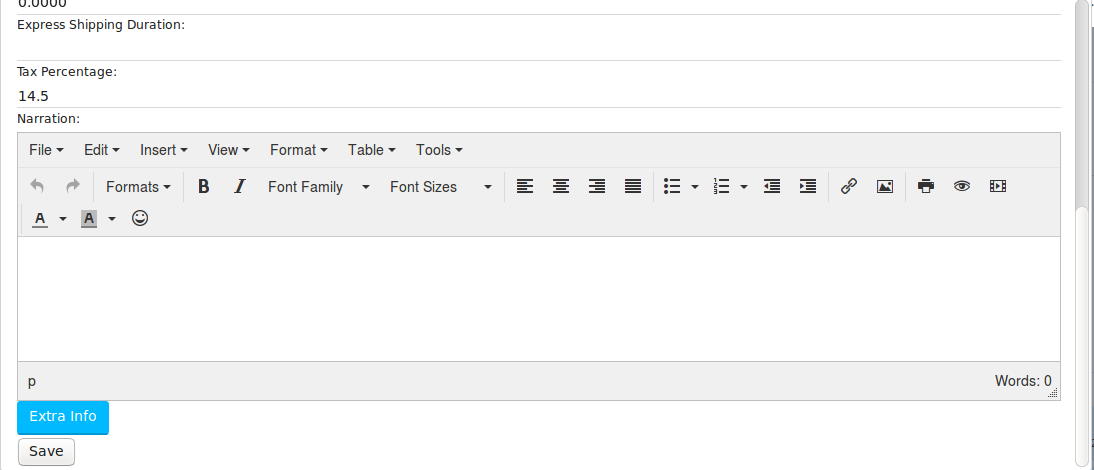 0.0000
Express Shipping Duration:
Tax Percentage:
14.5
Narration:
File Edit Insert View Format Table Tools
Formats B I Font Family Font Sizes
A A
p Words: 0
Extra Info
Save